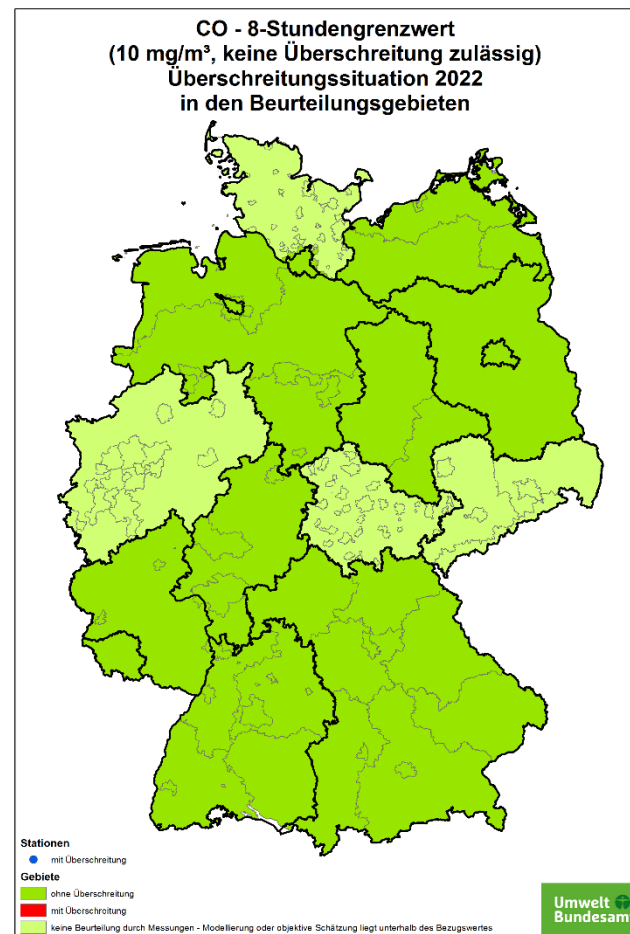 CO - 8-Stundengrenzwert
(10 mg/m³, keine Überschreitung zulässig)
Überschreitungssituation 2022
in den Beurteilungsgebieten
Stationen
mit Überschreitung
Gebiete
ohne Überschreitung
mit Überschroitung
keine Beurteilung durch Messungen - Modellierung oder objektive Schätzung liegt unterhalb des Bezugswertes
Umwelt
Bundesamt